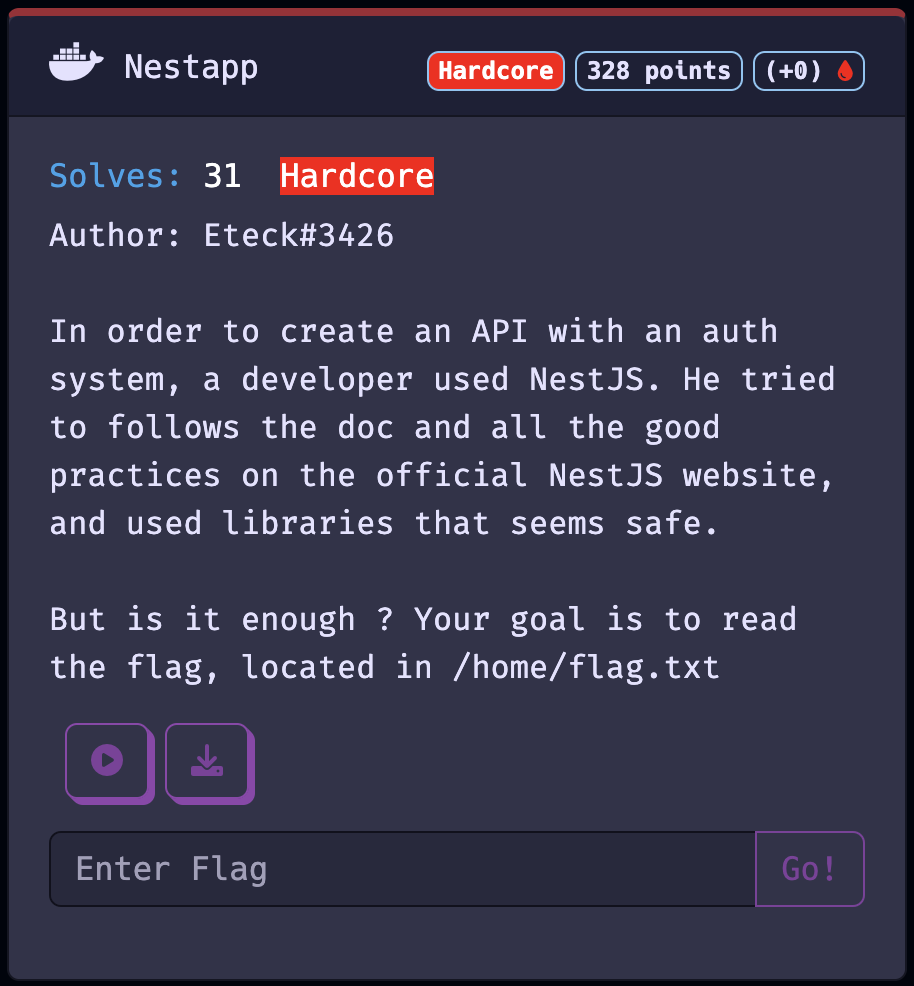 Nestapp
Hardcore 328 points (+0)
Solves: 31 Hardcore
Author: Eteck#3426
In order to create an API with an auth
system, a developer used NestJS. He tried
to follows the doc and all the good
practices on the official NestJS website,
and used libraries that seems safe.
But is it enough ? Your goal is to read
the flag, located in /home/flag.txt
Enter Flag
Go!